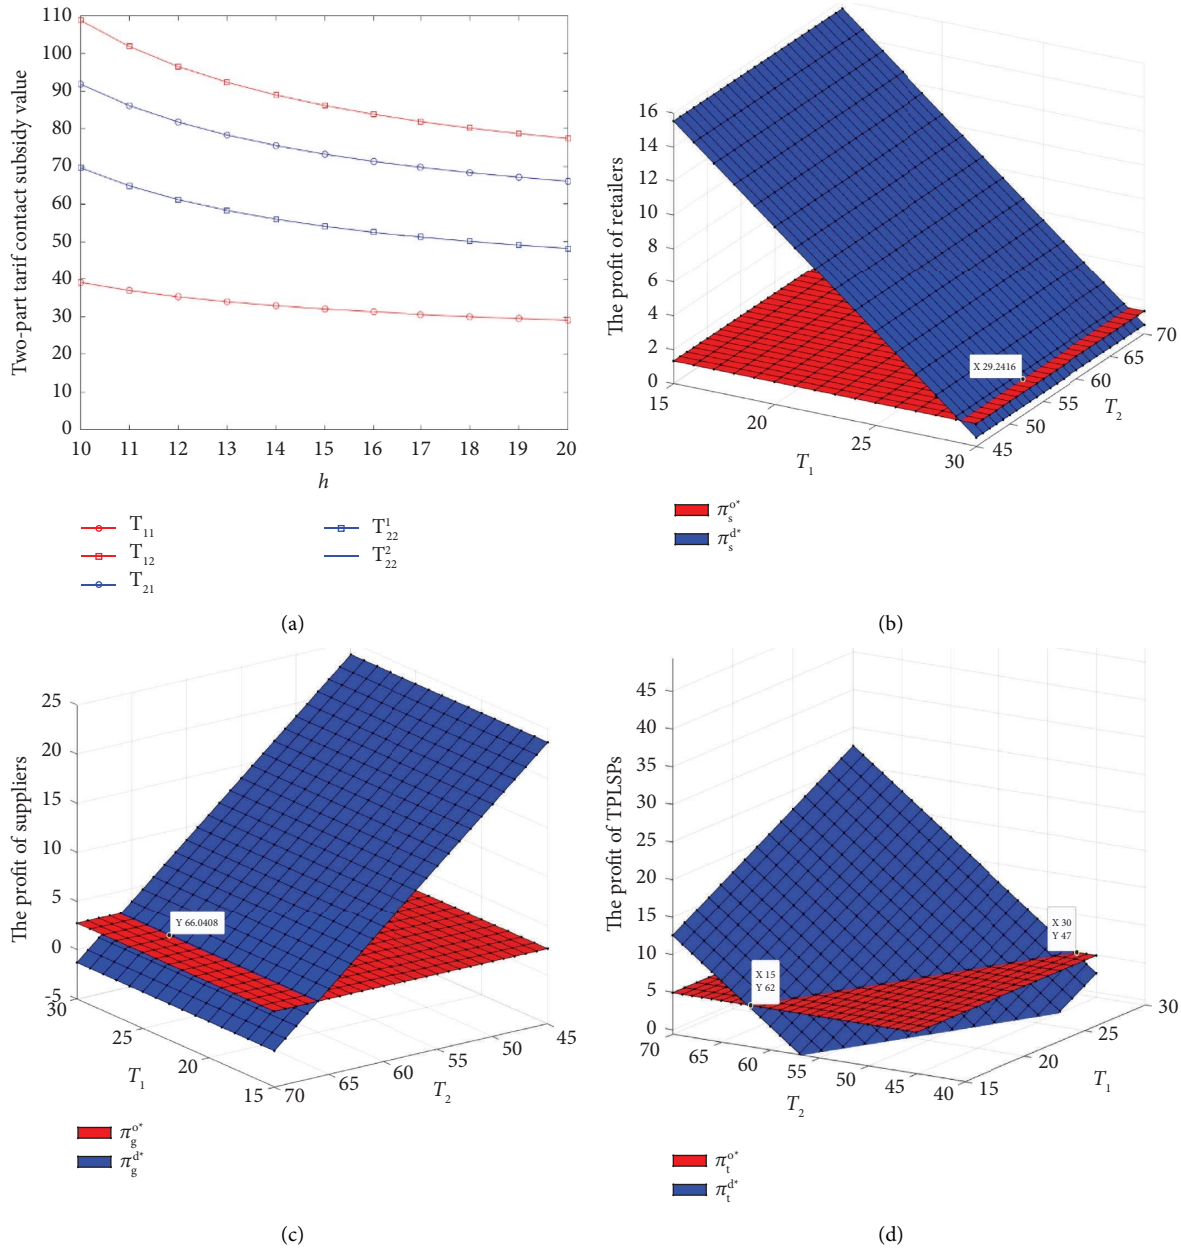 Two-part tarif contact subsidy value
110
100
90
80
70
60
50
40
30
20
10
0
10 11 12 13 14 15 16 17 18 19 20
h
T11
T12
T21
T¹22
T²22
(a)
The profit of retailers
16
14
12
10
8
6
4
2
0
15
20
25
30
T1
45
50
55
60
65
70
T2
X 29.2416
πs^o*
πs^d*
(b)
The profit of suppliers
25
20
15
10
5
0
-5
30
25
20
15
T1
70
65
60
55
50
45
T2
Y 66.0408
πg^o*
πg^d*
(c)
The profit of TPLSPs
45
40
35
30
25
20
15
10
5
0
70
65
60
55
50
45
40
T2
15
20
25
30
T1
X 15
Y 62
X 30
Y 47
πt^o*
πt^d*
(d)